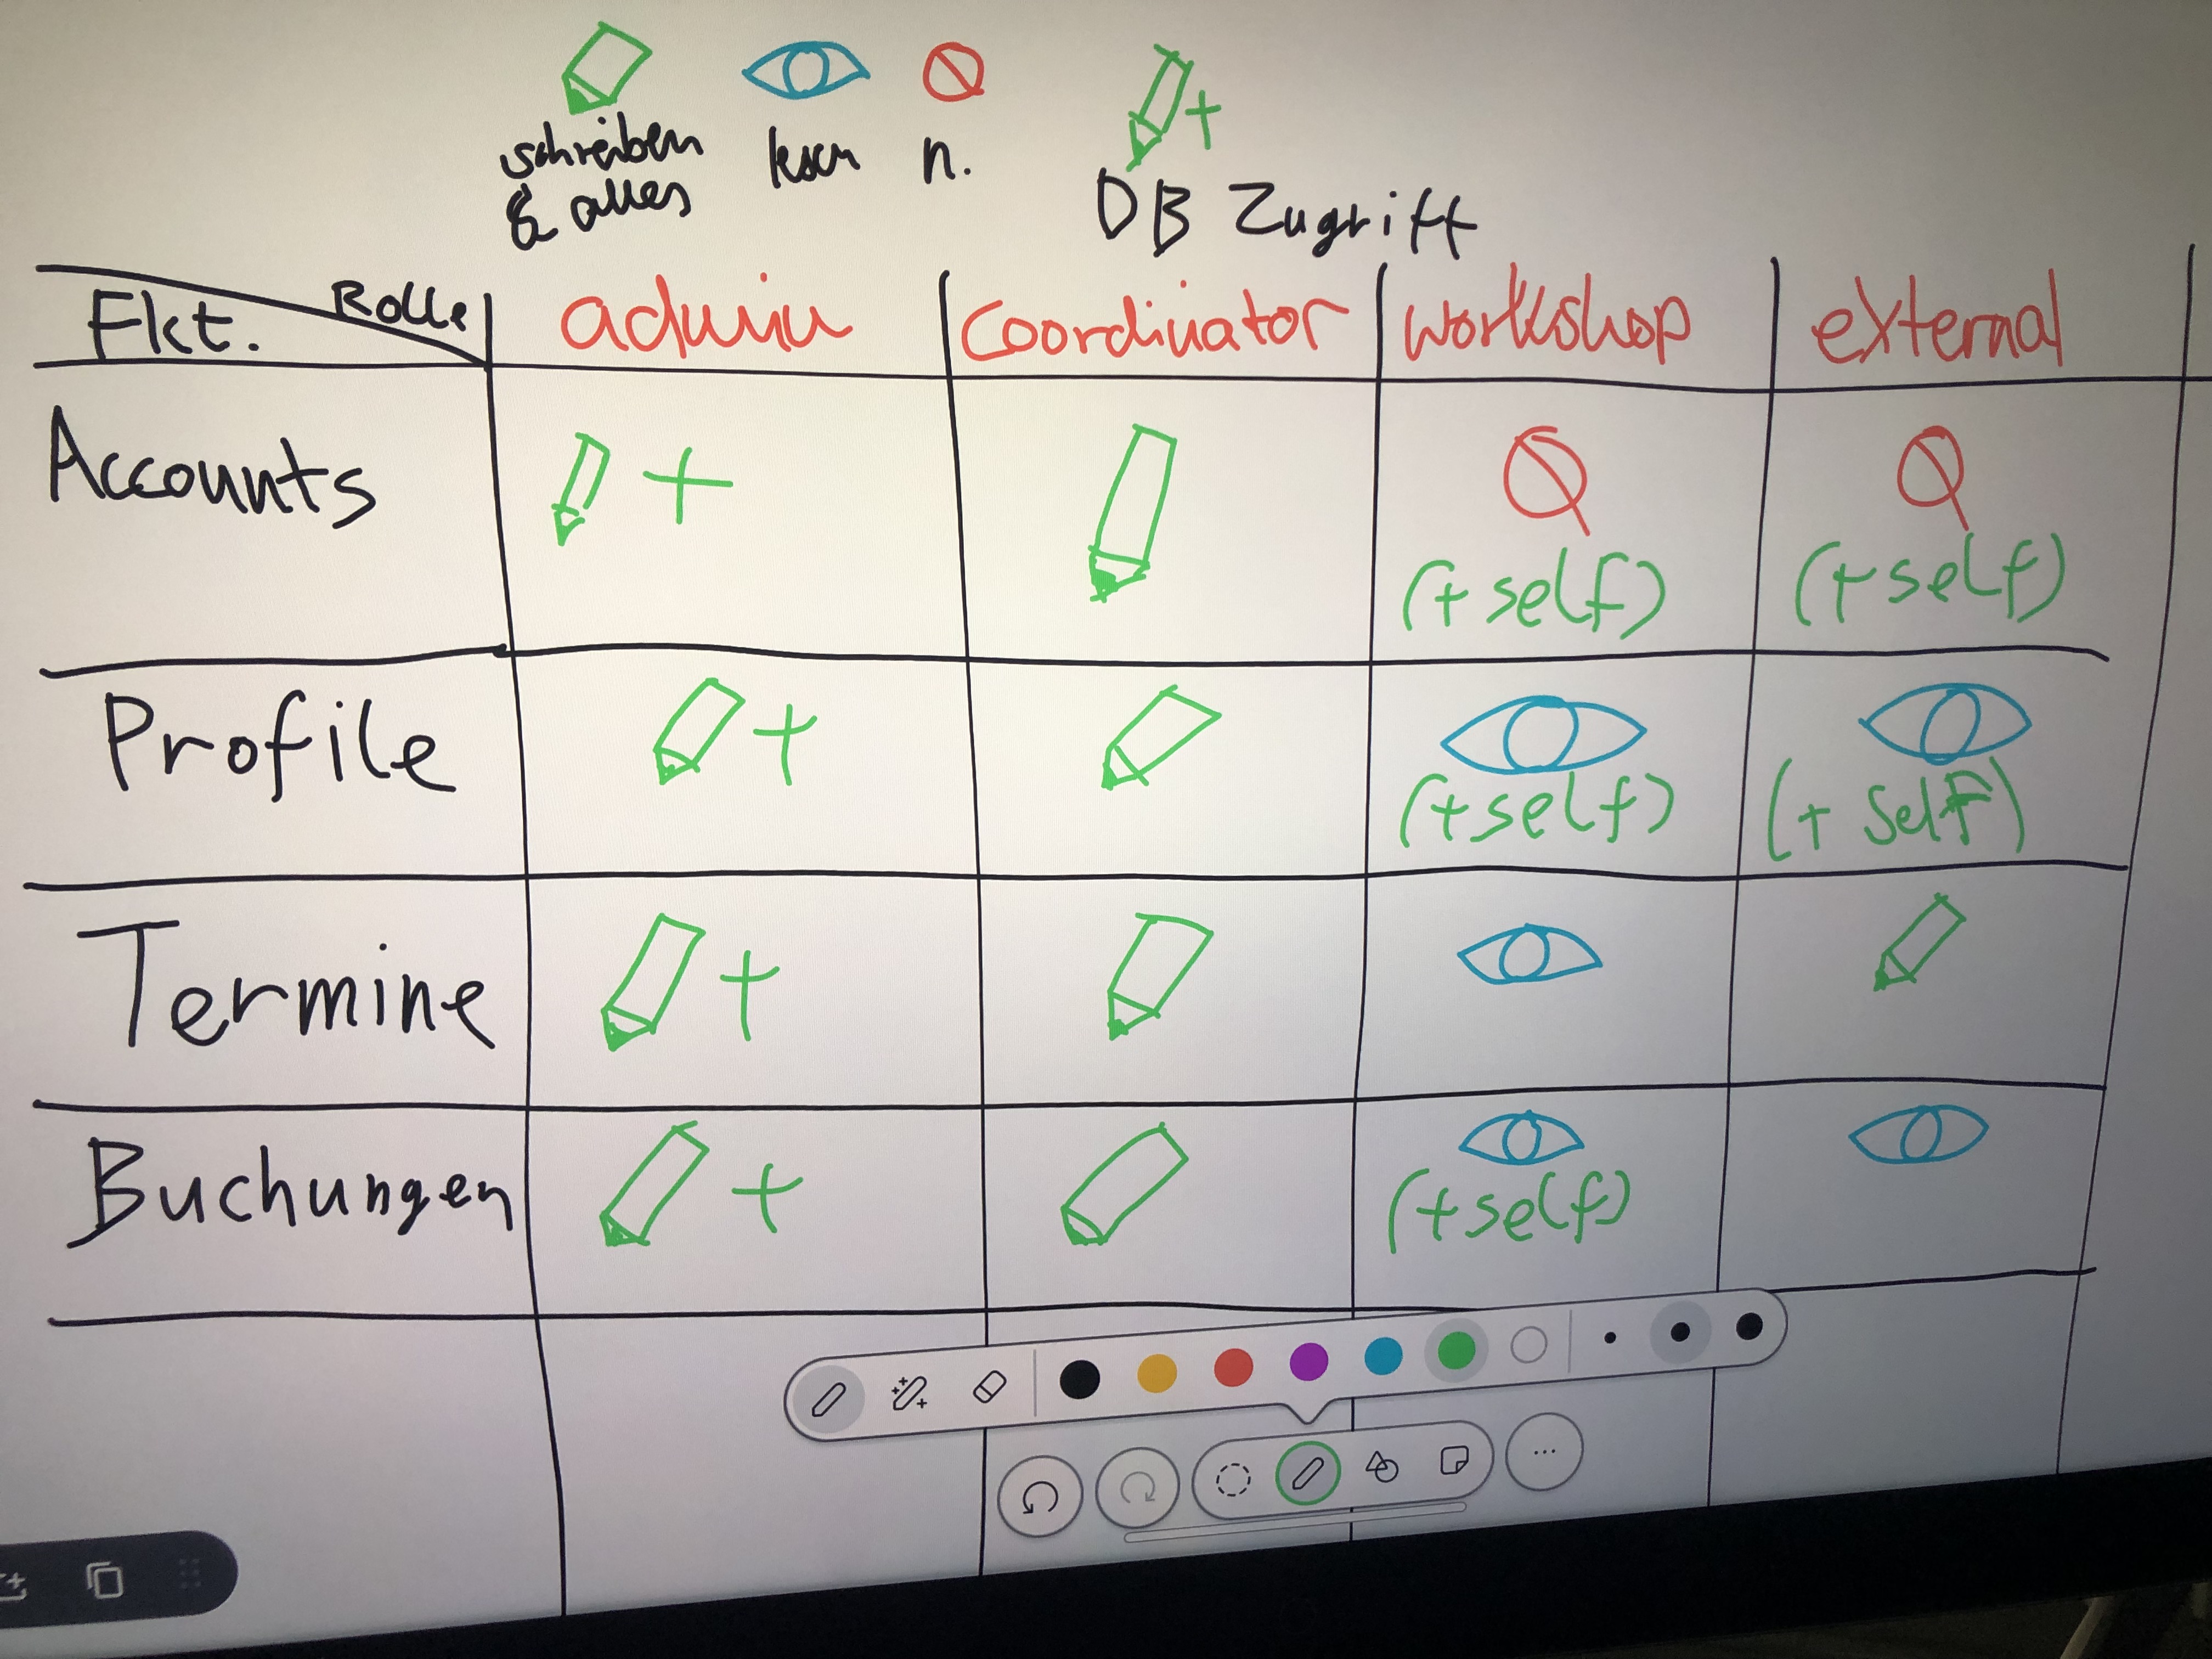 schreiben
& alles
lesen
n.
+
DB Zugriff
Fkt. Rolle admin coordinator workshop external
Accounts +
(+ self) (+ self)
Profile +
(+ self) (+ self)
Termine +
Buchungen +
(+ self)